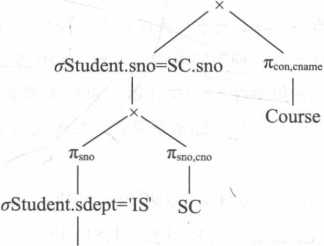 ×
σStudent.sno=SC.sno πcon,cname
× Course
πsno πsno,cno
σStudent.sdept='IS' SC